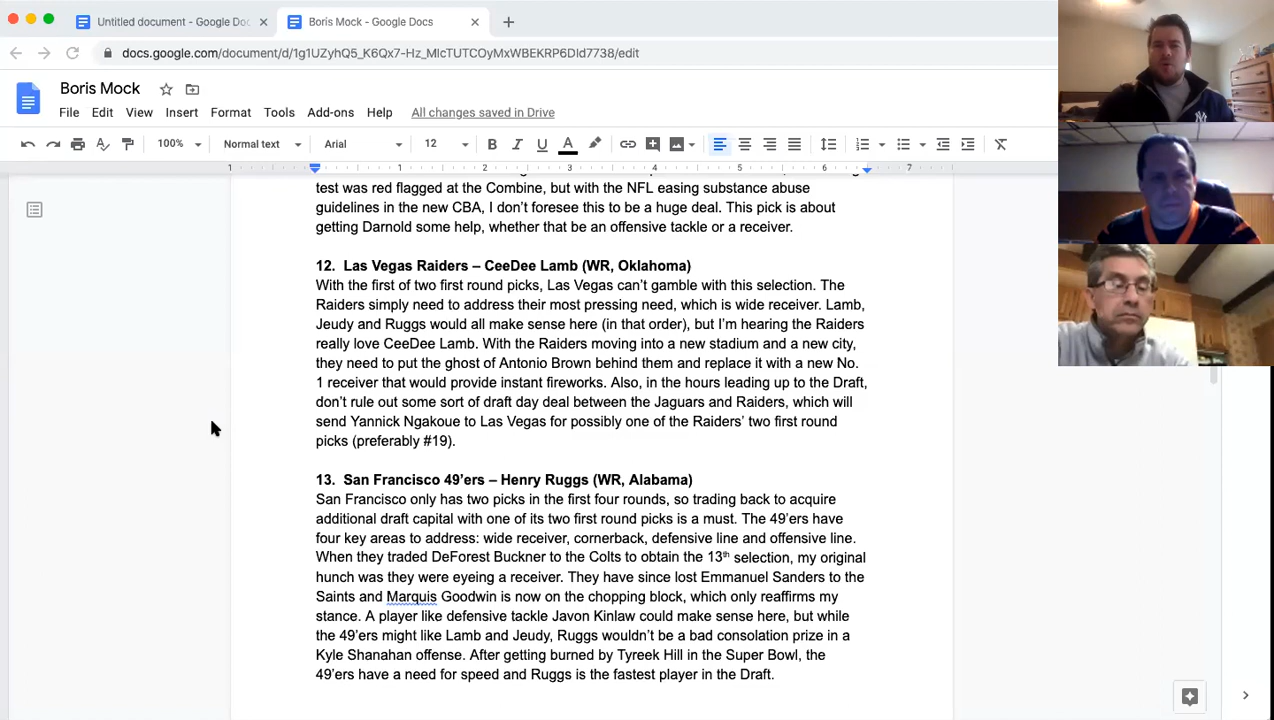 Untitled document - Google Doc
Boris Mock - Google Docs
docs.google.com/document/d/1g1UZyhQ5_K6Qx7-Hz_MIcTUTCOyMxWBEKRP6DId7738/edit
Boris Mock
File Edit View Insert Format Tools Add-ons Help All changes saved in Drive
100% Normal text Arial 12 B I U A
1 1 2 3 4 5 6 7
test was red flagged at the Combine, but with the NFL easing substance abuse
guidelines in the new CBA, I don't foresee this to be a huge deal. This pick is about
getting Darnold some help, whether that be an offensive tackle or a receiver.
12. Las Vegas Raiders – CeeDee Lamb (WR, Oklahoma)
With the first of two first round picks, Las Vegas can't gamble with this selection. The
Raiders simply need to address their most pressing need, which is wide receiver. Lamb,
Jeudy and Ruggs would all make sense here (in that order), but I'm hearing the Raiders
really love CeeDee Lamb. With the Raiders moving into a new stadium and a new city,
they need to put the ghost of Antonio Brown behind them and replace it with a new No.
1 receiver that would provide instant fireworks. Also, in the hours leading up to the Draft,
don't rule out some sort of draft day deal between the Jaguars and Raiders, which will
send Yannick Ngakoue to Las Vegas for possibly one of the Raiders' two first round
picks (preferably #19).
13. San Francisco 49'ers – Henry Ruggs (WR, Alabama)
San Francisco only has two picks in the first four rounds, so trading back to acquire
additional draft capital with one of its two first round picks is a must. The 49'ers have
four key areas to address: wide receiver, cornerback, defensive line and offensive line.
When they traded DeForest Buckner to the Colts to obtain the 13th selection, my original
hunch was they were eyeing a receiver. They have since lost Emmanuel Sanders to the
Saints and Marquis Goodwin is now on the chopping block, which only reaffirms my
stance. A player like defensive tackle Javon Kinlaw could make sense here, but while
the 49'ers might like Lamb and Jeudy, Ruggs wouldn't be a bad consolation prize in a
Kyle Shanahan offense. After getting burned by Tyreek Hill in the Super Bowl, the
49'ers have a need for speed and Ruggs is the fastest player in the Draft.